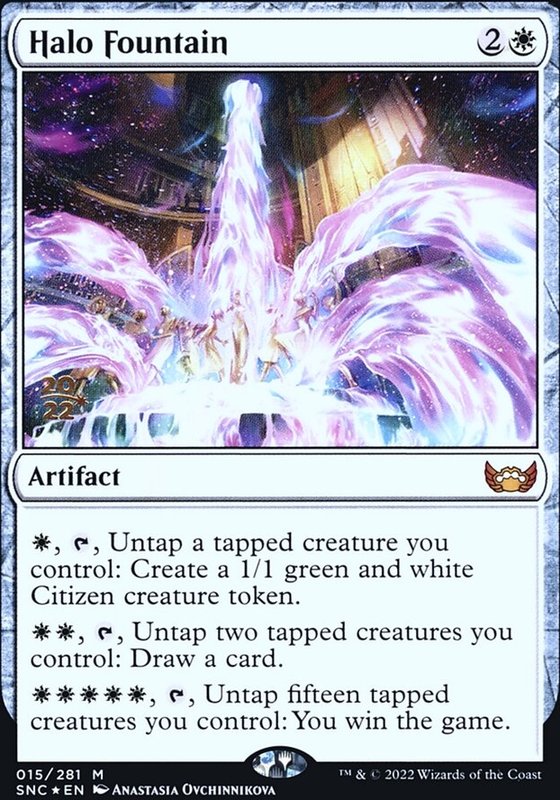 Halo Fountain 2
20
22
Artifact
, , Untap a tapped creature you
control: Create a 1/1 green and white
Citizen creature token.
, , Untap two tapped creatures you
control: Draw a card.
, , Untap fifteen tapped
creatures you control: You win the game.
015/281 M
SNC ★ EN Anastasia Ovchinnikova
™ & © 2022 Wizards of the Coast